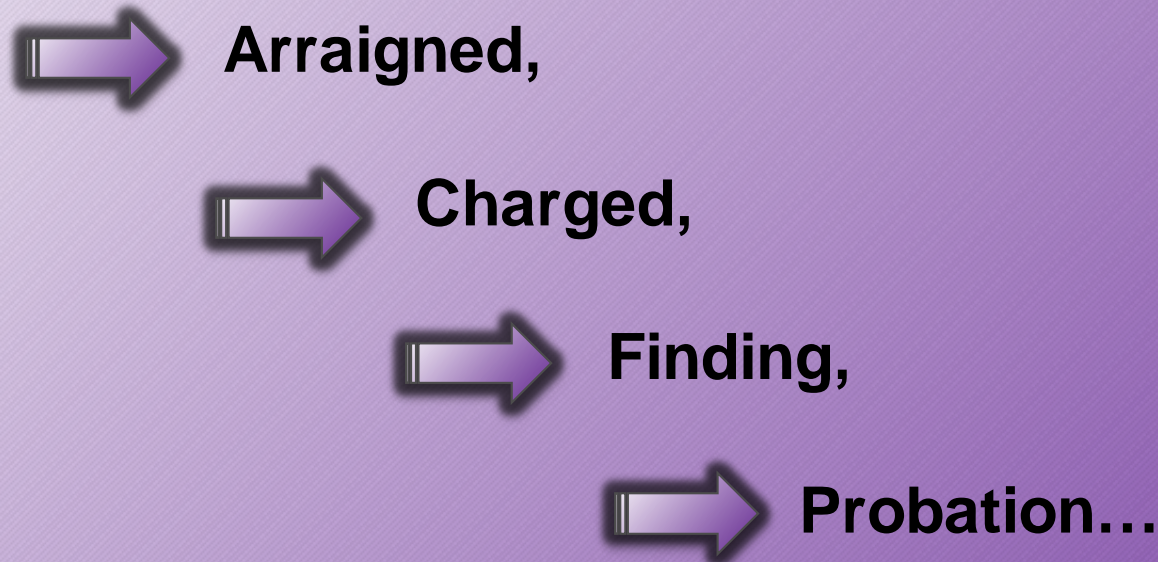 Arraigned,
Charged,
Finding,
Probation…